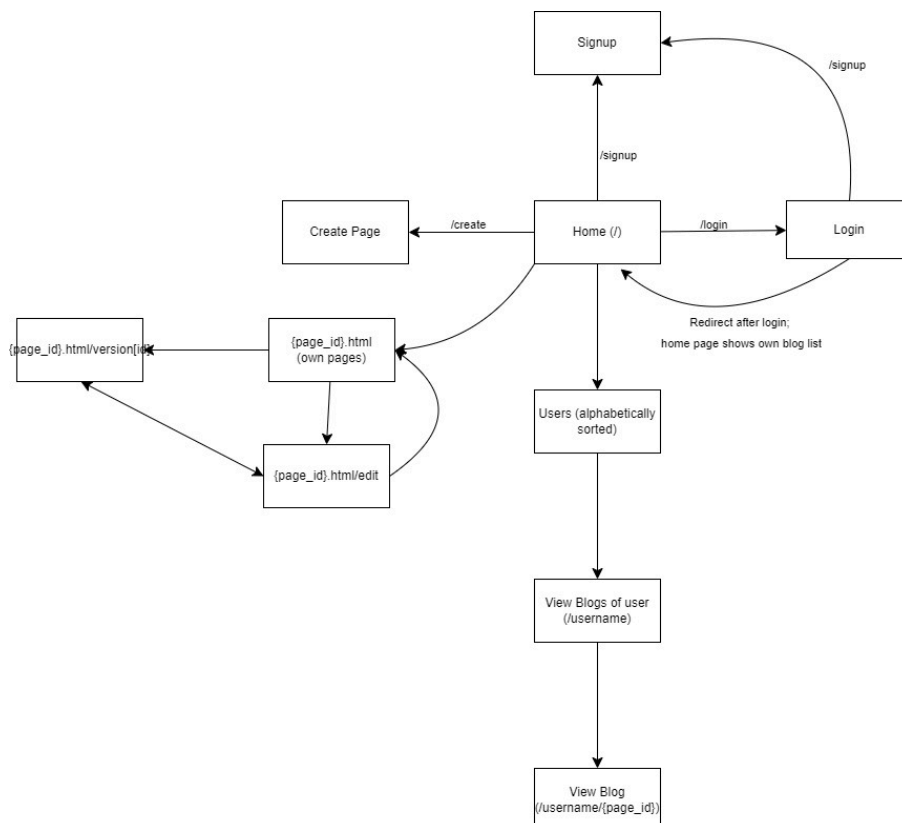 Signup
/signup
/signup
Create Page
/create
Home (/)
/login
Login
Redirect after login;
home page shows own blog list
{page_id}.html/version[id]
{page_id}.html
(own pages)
Users (alphabetically
sorted)
{page_id}.html/edit
View Blogs of user
(/username)
View Blog
(/username/{page_id})